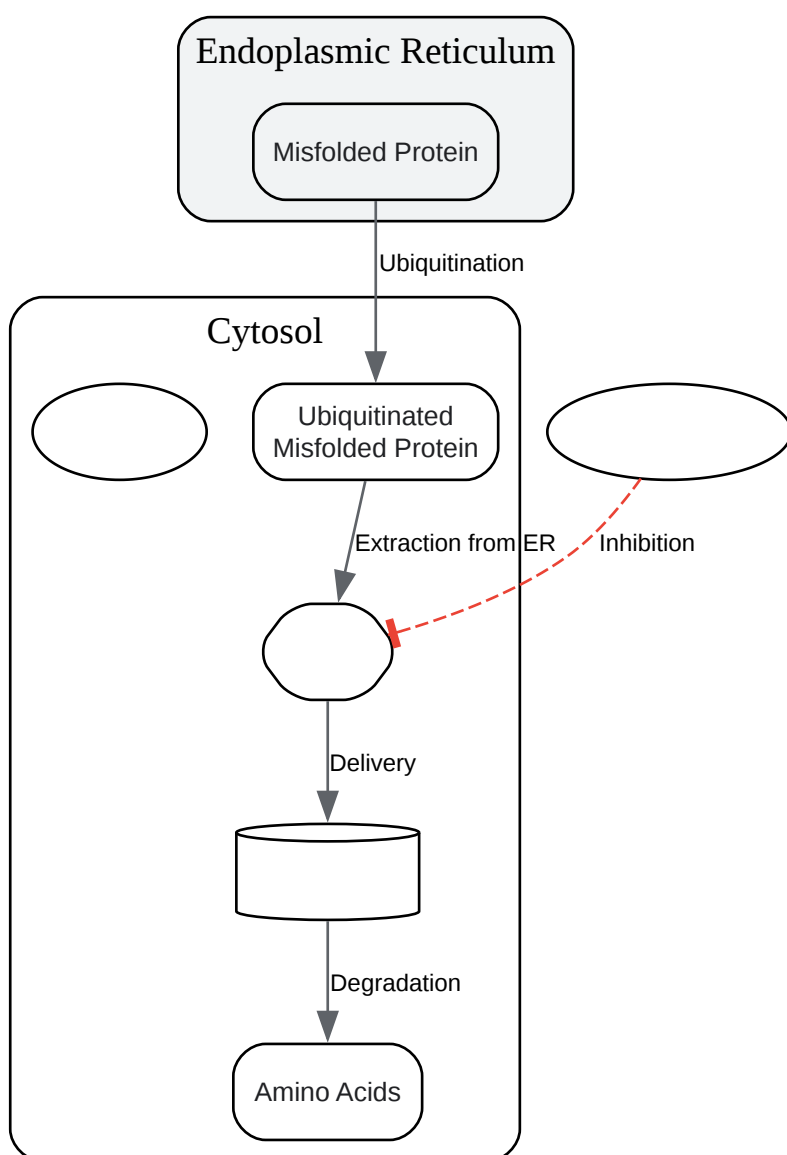 Endoplasmic Reticulum
Misfolded Protein
Ubiquitination
Cytosol
Ubiquitinated
Misfolded Protein
Extraction from ER
Inhibition
Delivery
Degradation
Amino Acids